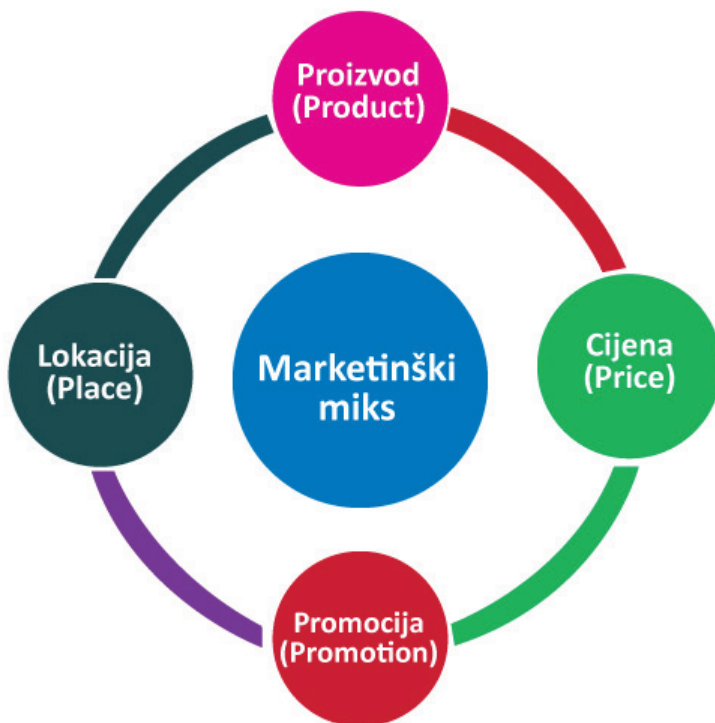 Proizvod
(Product)
Lokacija
(Place)
Marketinški
miks
Cijena
(Price)
Promocija
(Promotion)